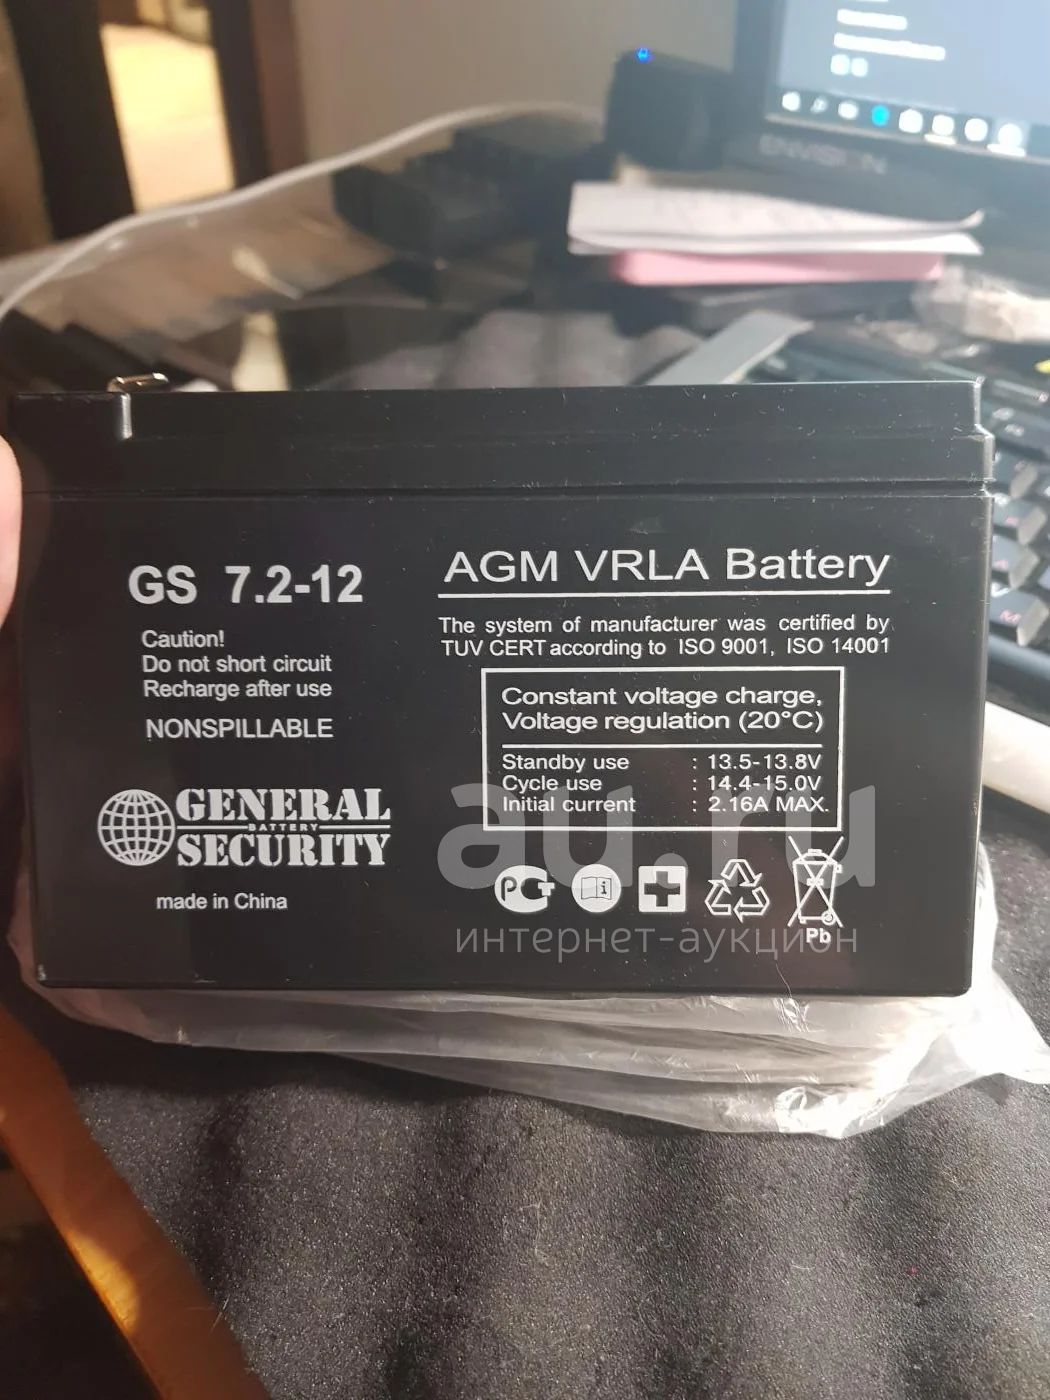 ENVISION
GS 7.2-12
Caution!
Do not short circuit
Recharge after use
NONSPILLABLE
GENERAL
BATTERY
SECURITY
made in China
AGM VRLA Battery
The system of manufacturer was certified by
TUV CERT according to ISO 9001, ISO 14001
Constant voltage charge,
Voltage regulation (20°C)
Standby use : 13.5-13.8V
Cycle use : 14.4-15.0V
Initial current : 2.16A MAX.
au.ru
интернет-аукцион
Pb